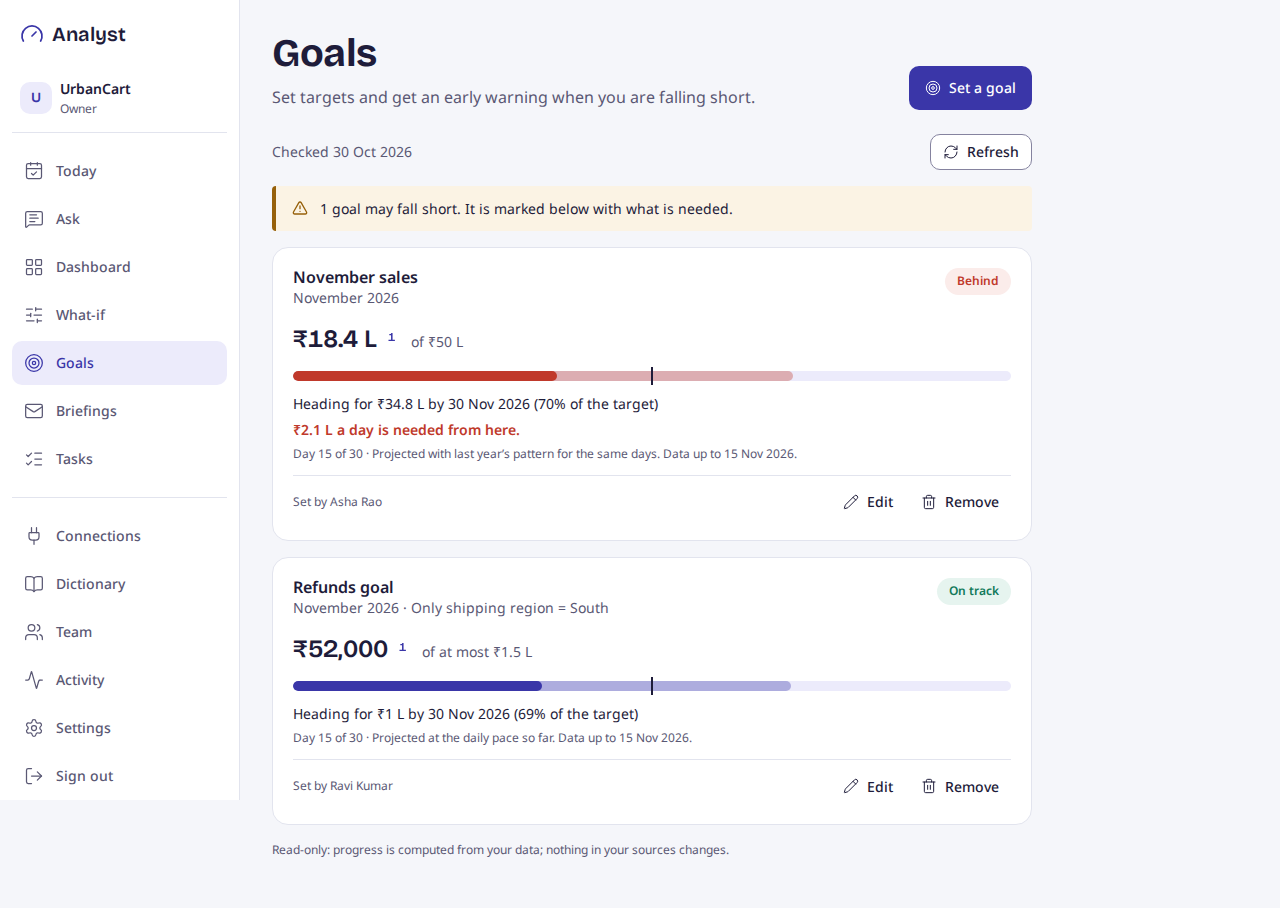 Analyst
U
UrbanCart
Owner
Today
Ask
Dashboard
What-if
Goals
Briefings
Tasks
Connections
Dictionary
Team
Activity
Settings
Sign out
Goals
Set targets and get an early warning when you are falling short.
Set a goal
Checked 30 Oct 2026
Refresh
1 goal may fall short. It is marked below with what is needed.
November sales
Behind
November 2026
₹18.4 L 1 of ₹50 L
Heading for ₹34.8 L by 30 Nov 2026 (70% of the target)
₹2.1 L a day is needed from here.
Day 15 of 30 · Projected with last year's pattern for the same days. Data up to 15 Nov 2026.
Set by Asha Rao
Edit
Remove
Refunds goal
On track
November 2026 · Only shipping region = South
₹52,000 1 of at most ₹1.5 L
Heading for ₹1 L by 30 Nov 2026 (69% of the target)
Day 15 of 30 · Projected at the daily pace so far. Data up to 15 Nov 2026.
Set by Ravi Kumar
Edit
Remove
Read-only: progress is computed from your data; nothing in your sources changes.